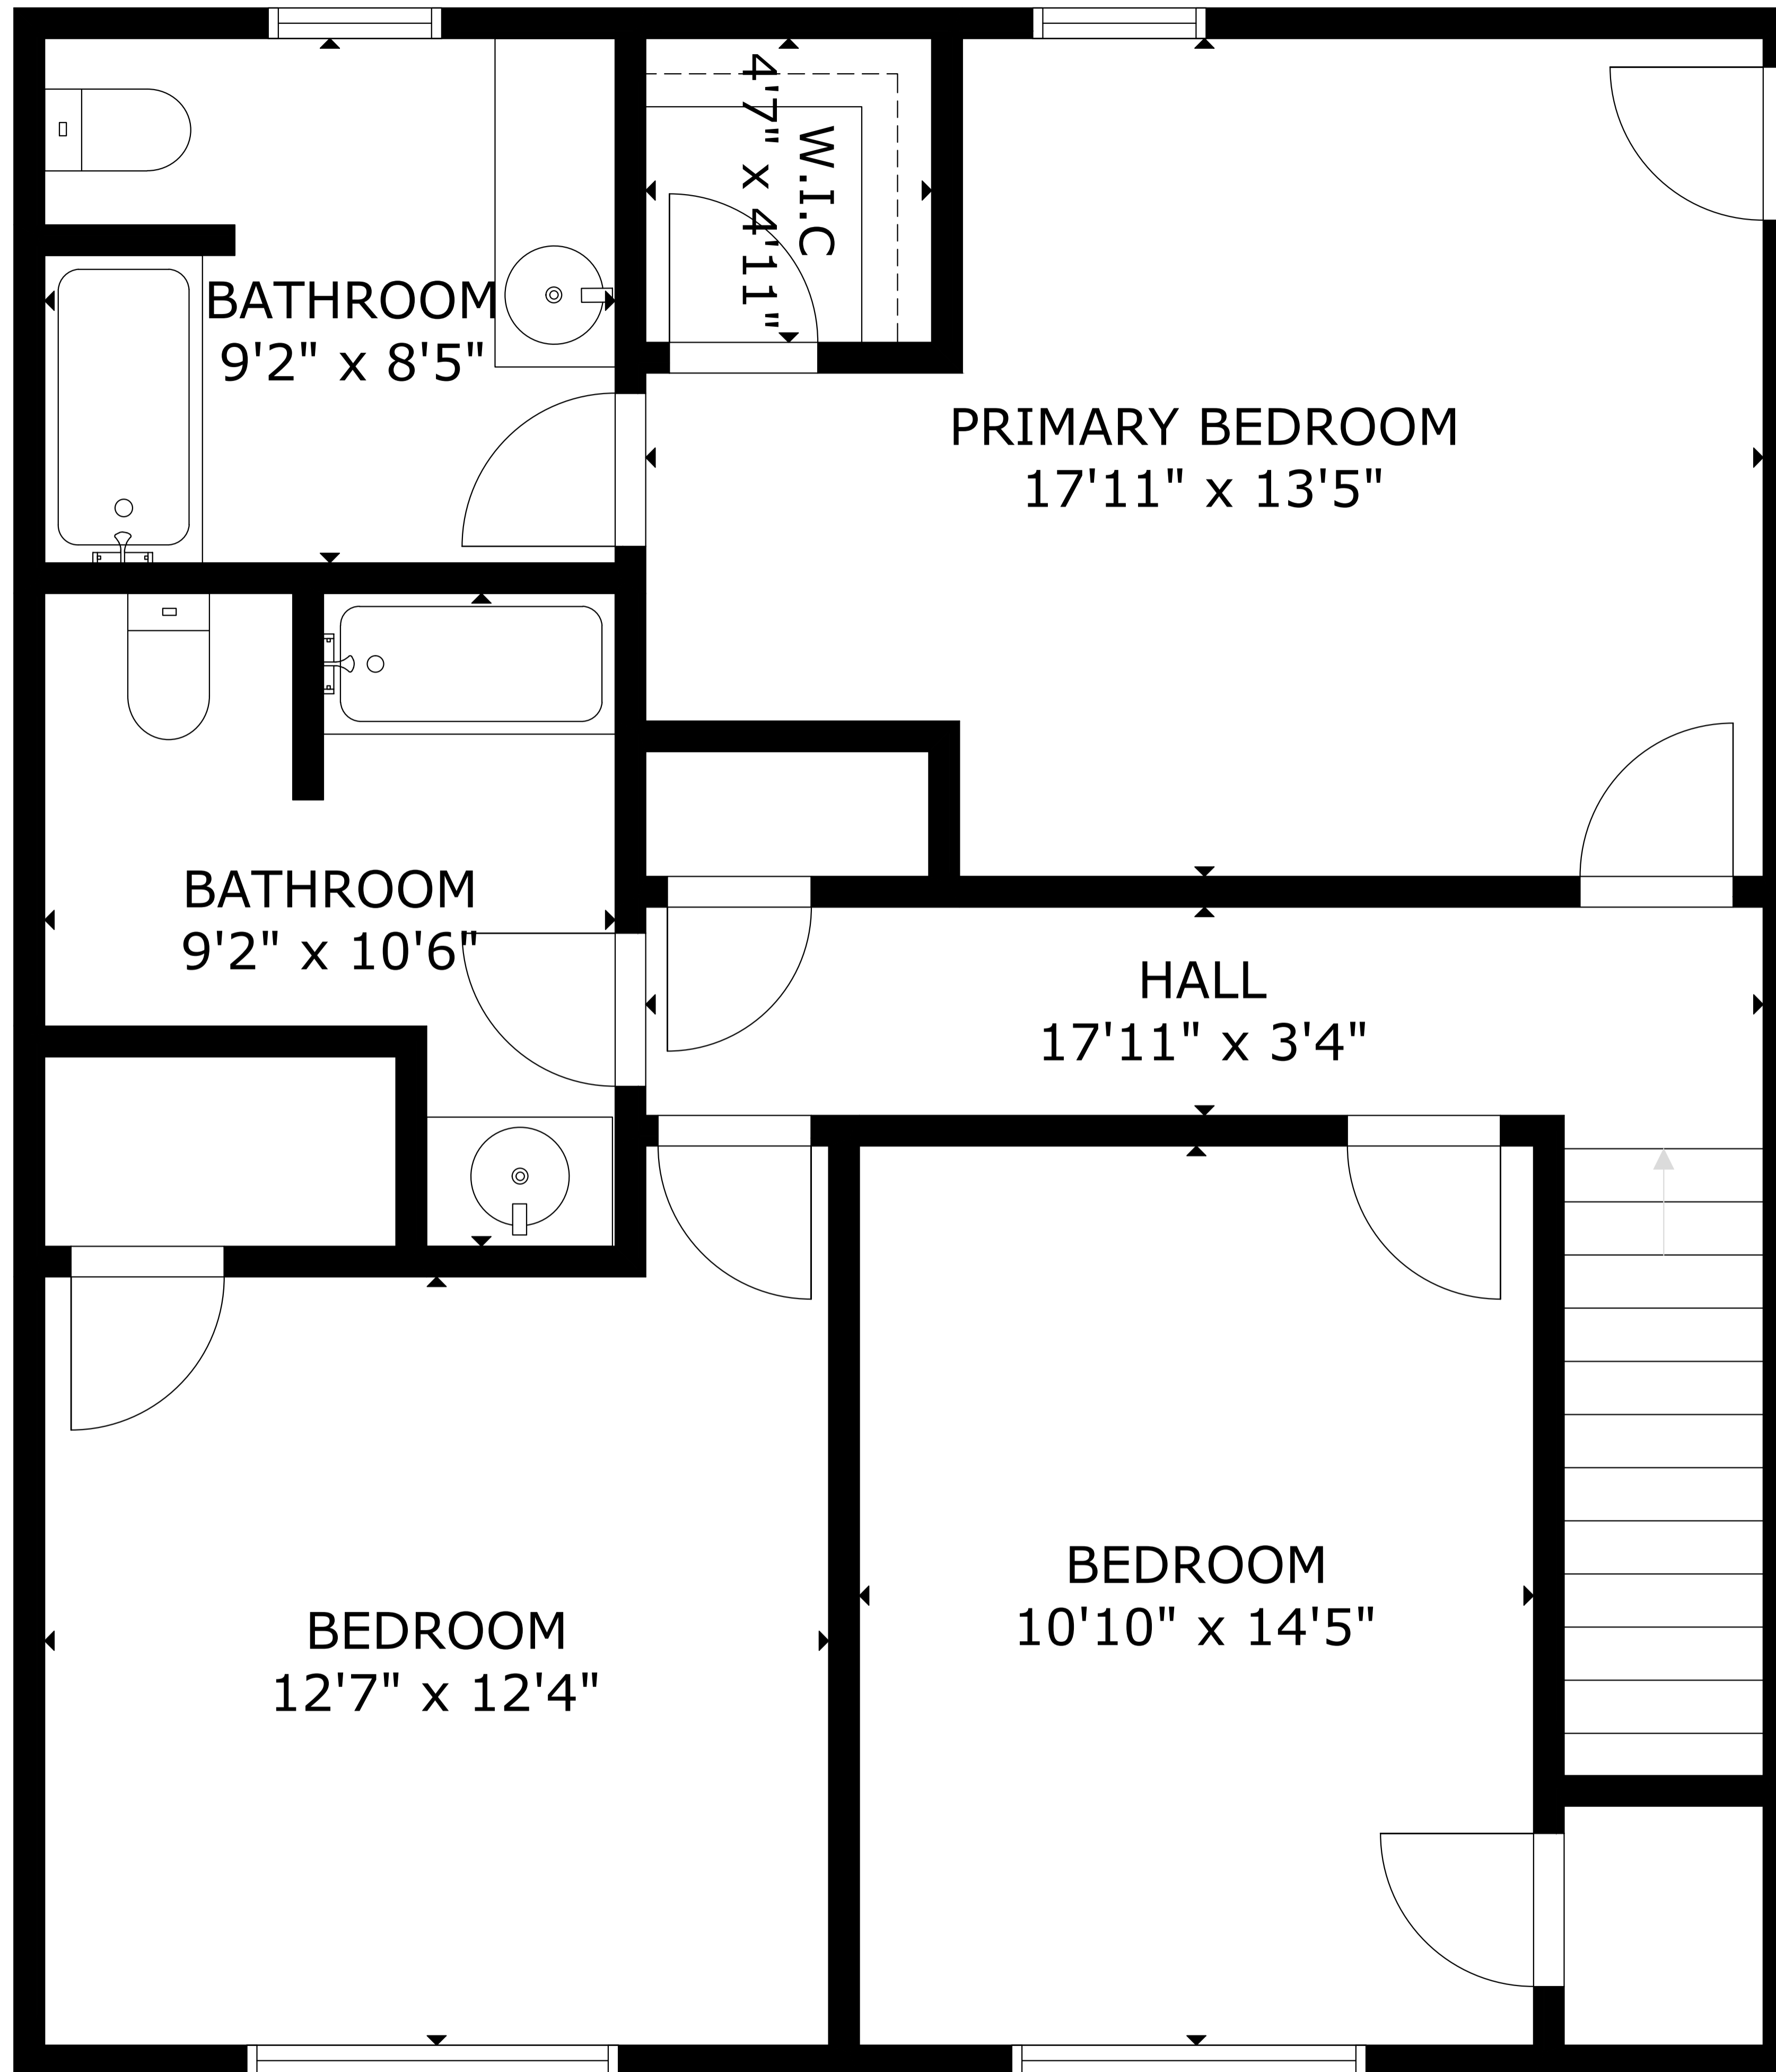 W.I.C
4'7" x 4'11"
BATHROOM
9'2" x 8'5"
PRIMARY BEDROOM
17'11" x 13'5"
BATHROOM
9'2" x 10'6"
HALL
17'11" x 3'4"
BEDROOM
10'10" x 14'5"
BEDROOM
12'7" x 12'4"